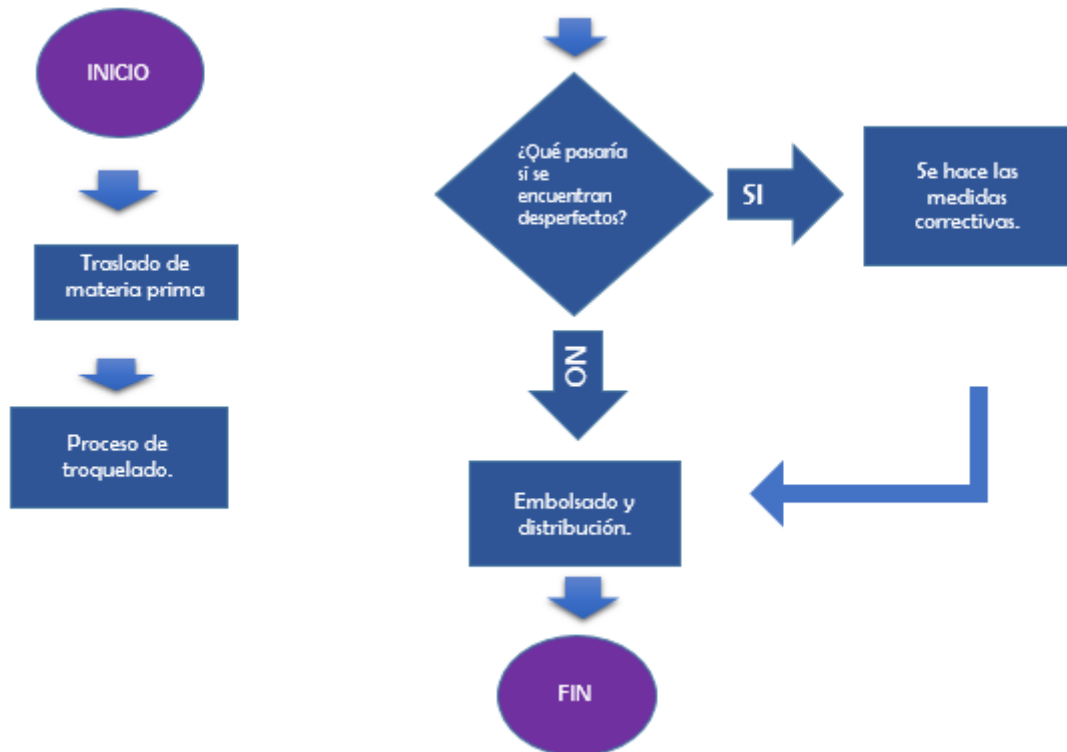 INICIO
Traslado de
materia prima
Proceso de
troquelado.
¿Qué pasaría
si se
encuentran
desperfectos?
SI
Se hace las
medidas
correctivas.
NO
Embolsado y
distribución.
FIN